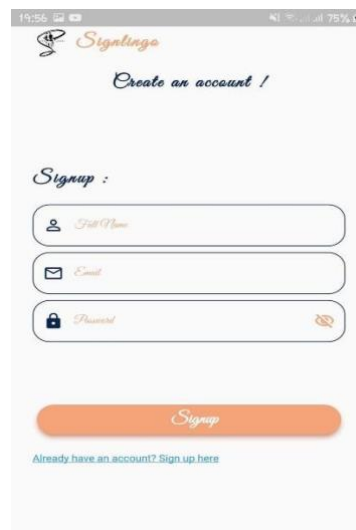 19:56 75%
Signlingo
Create an account !
Signup :
Full Name
Email
Password
Signup
Already have an account? Sign up here